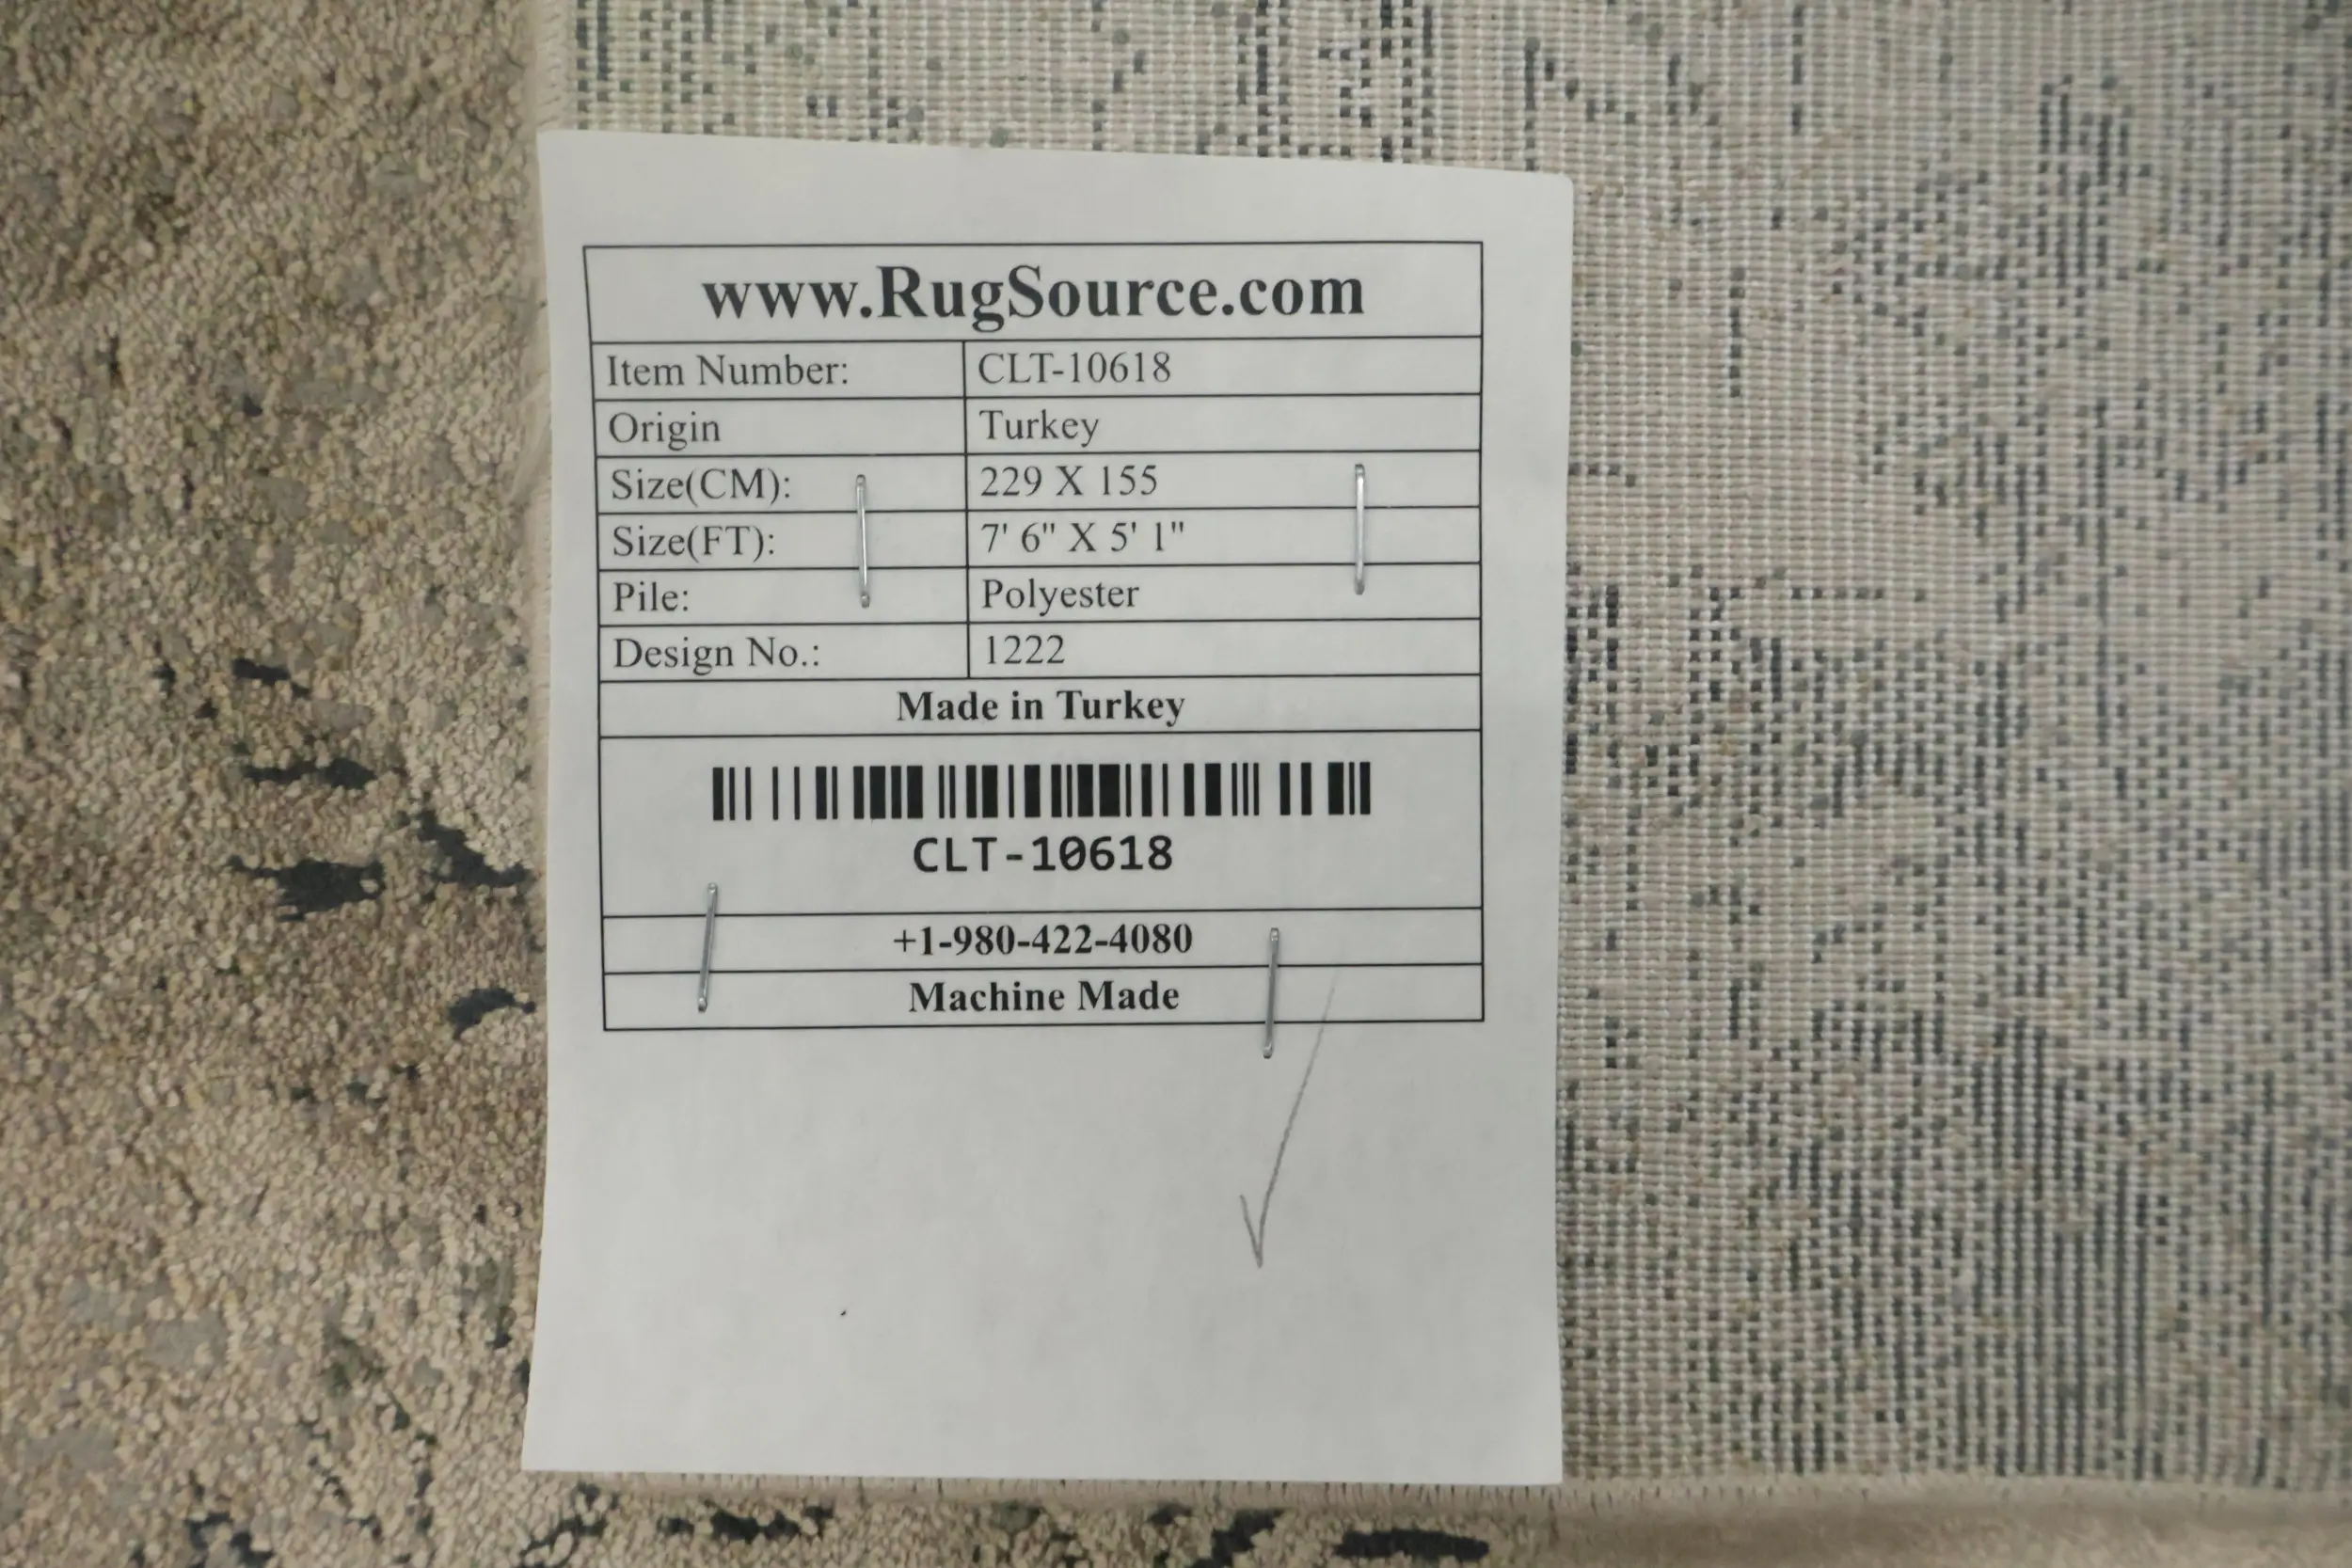 www.RugSource.com
Item Number: CLT-10618
Origin Turkey
Size(CM): 229 X 155
Size(FT): 7' 6" X 5' 1"
Pile: Polyester
Design No.: 1222
Made in Turkey
CLT-10618
+1-980-422-4080
Machine Made